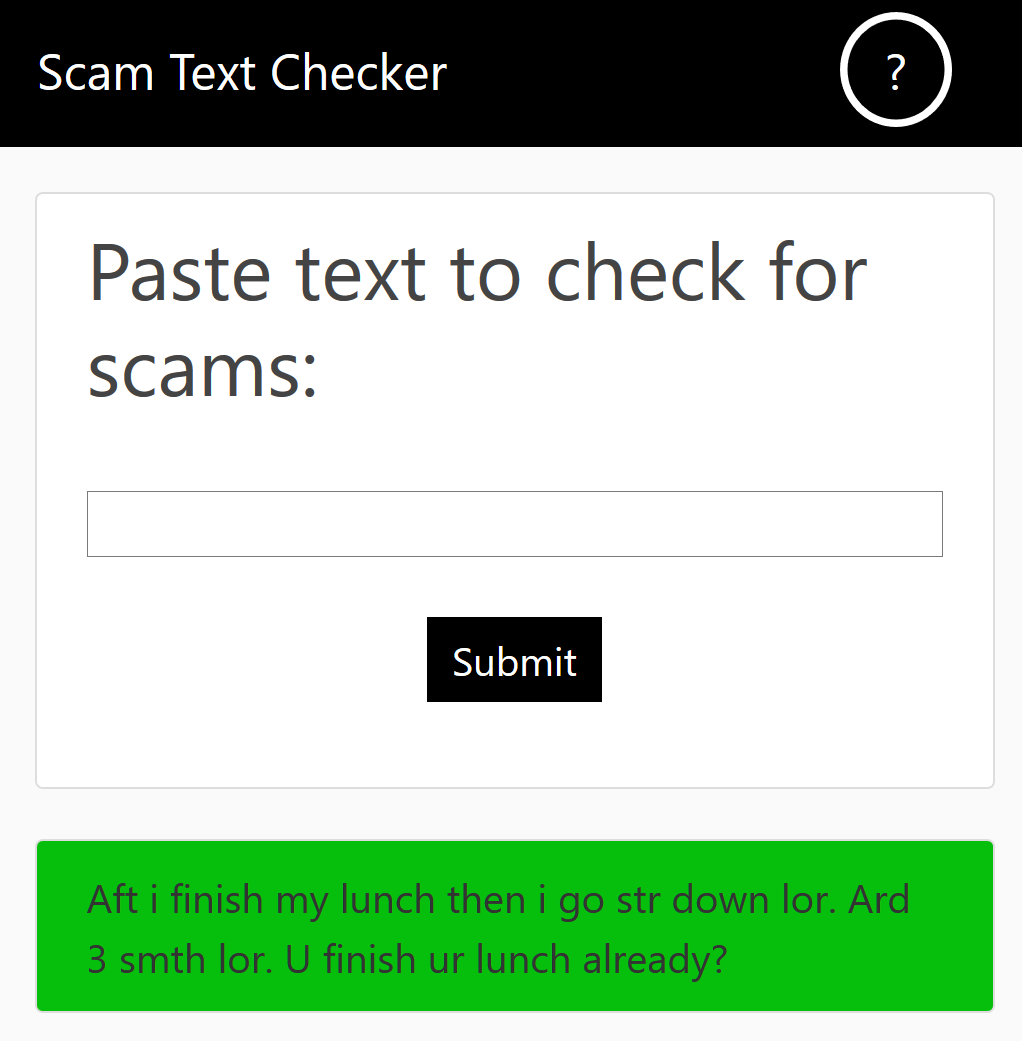 Scam Text Checker
?
Paste text to check for
scams:
Submit
Aft i finish my lunch then i go str down lor. Ard
3 smth lor. U finish ur lunch already?